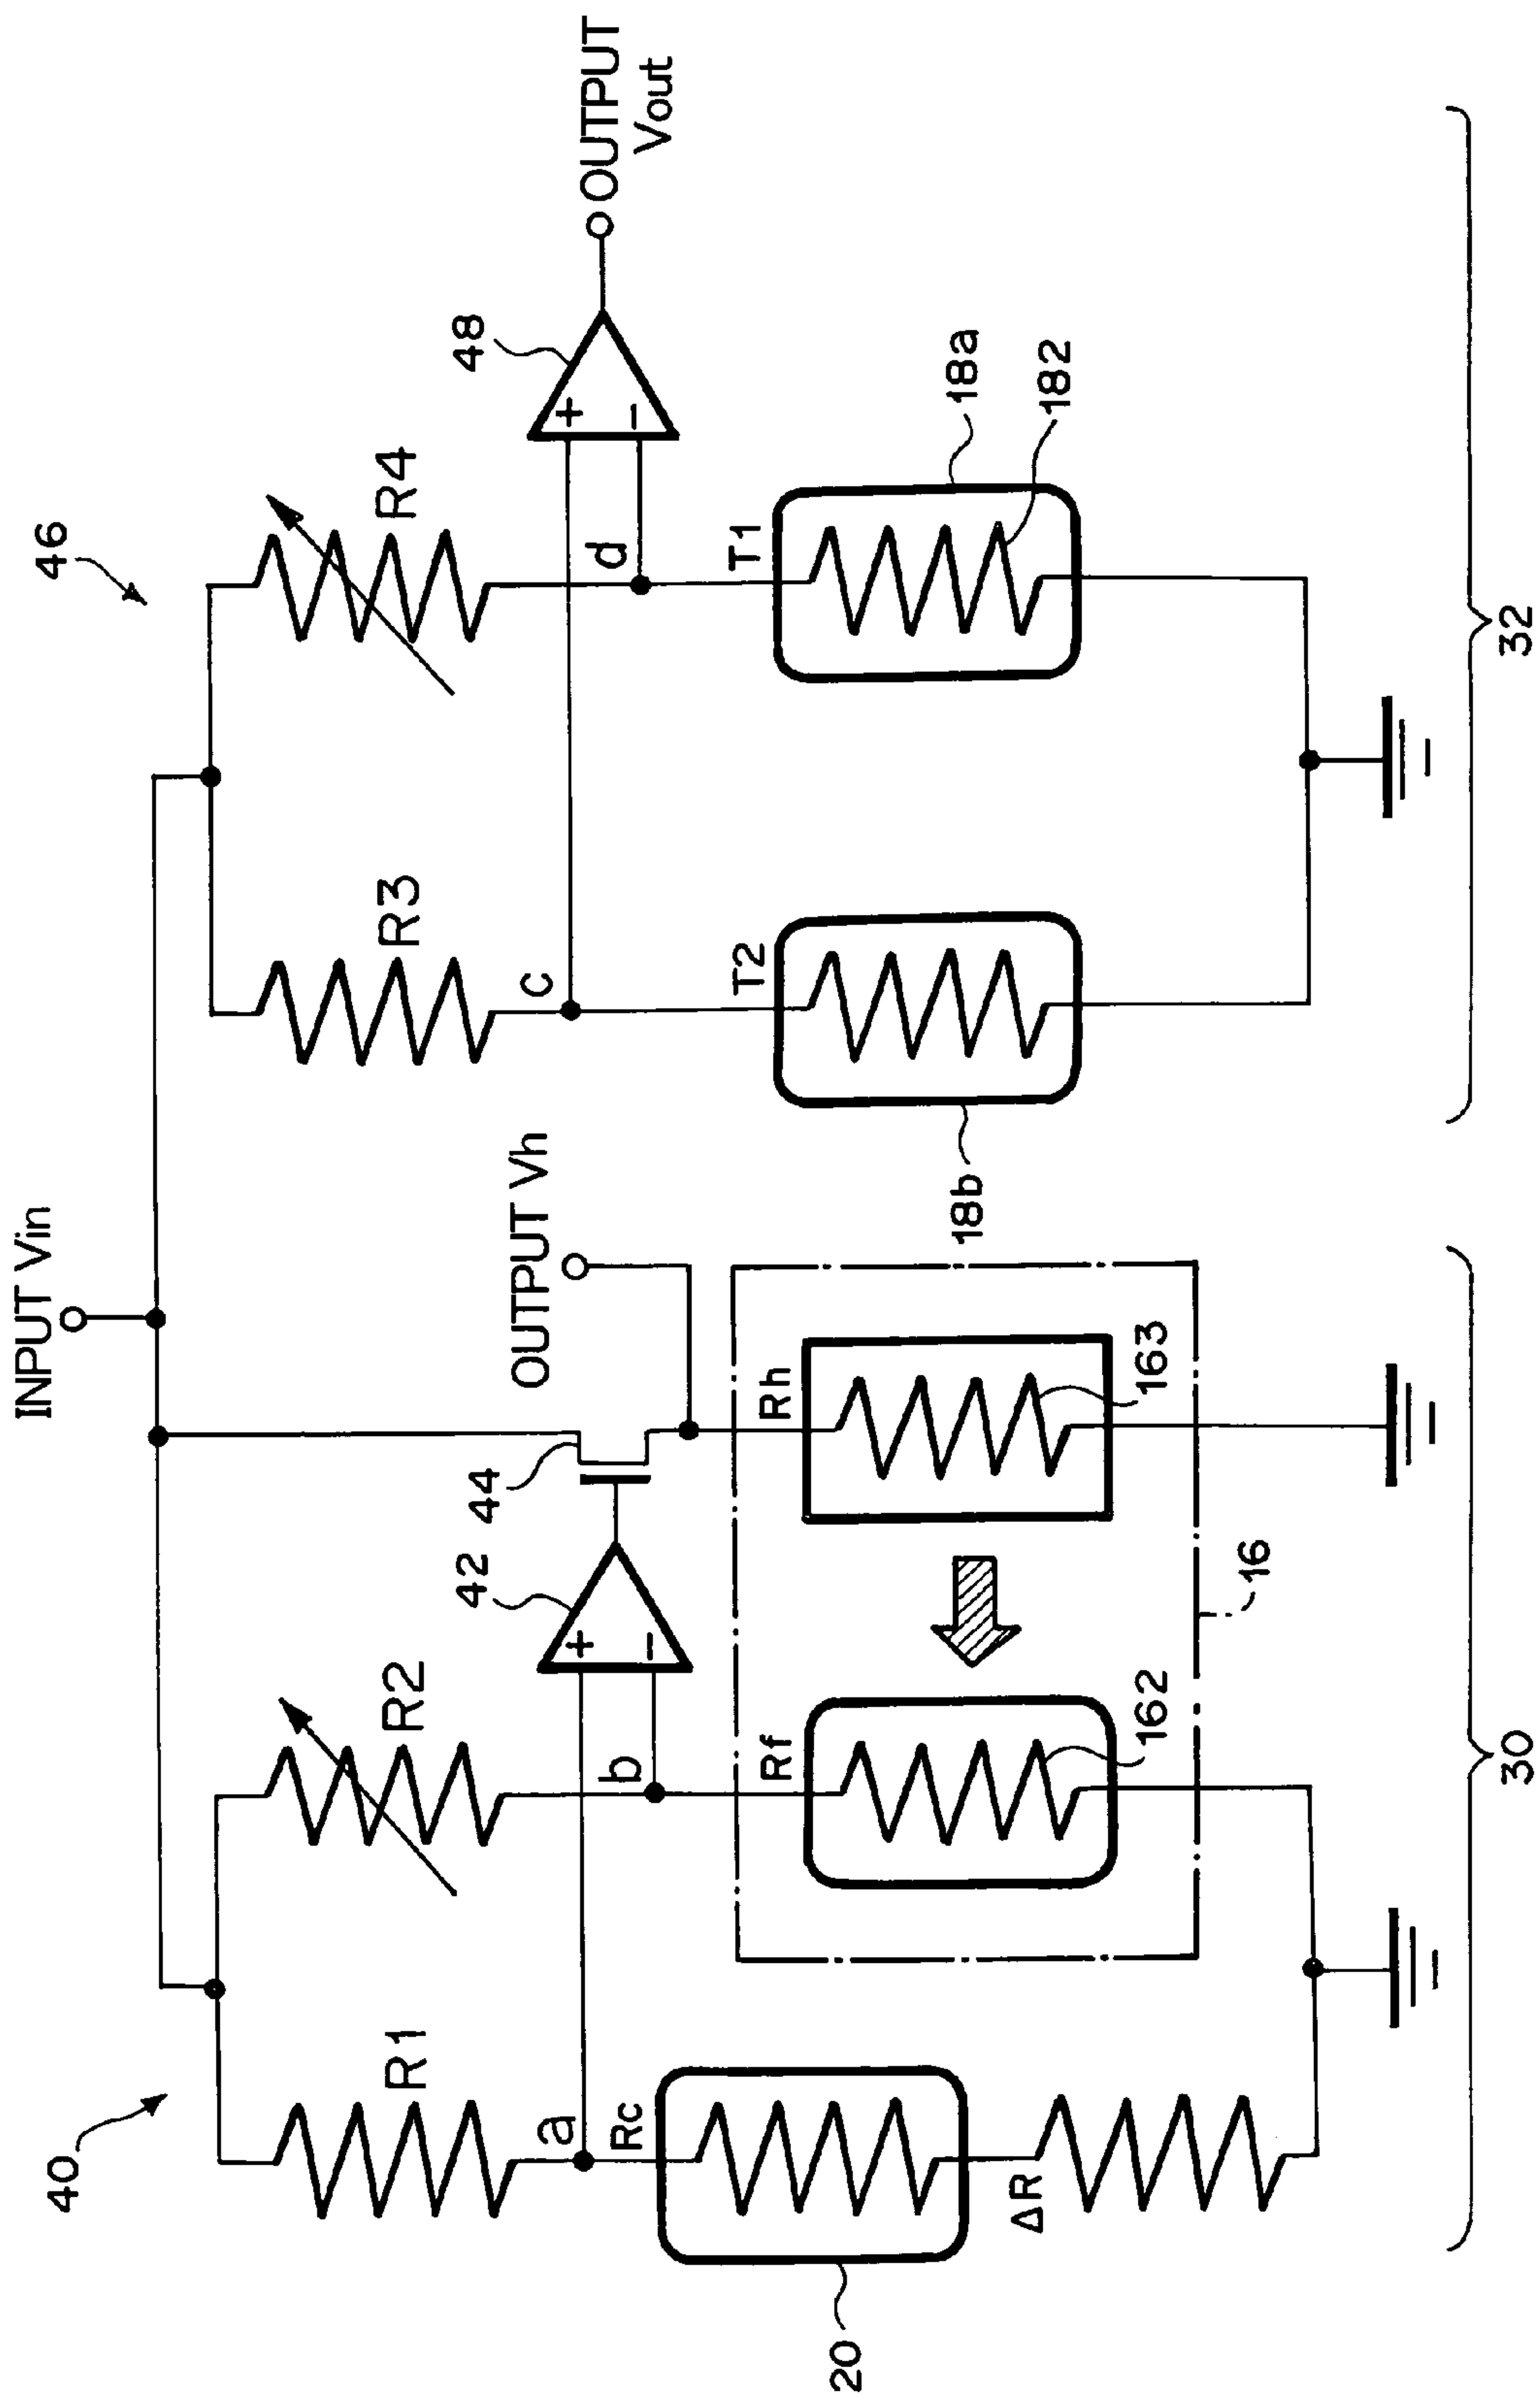 INPUT Vin
40
46
R1
R2
R3
R4
42
44
48
OUTPUT Vh
OUTPUT
Vout
a
b
c
d
+
−
+
−
Rc
Rf
Rh
T2
T1
20
162
163
16
18b
18a
182
ΔR
30
32